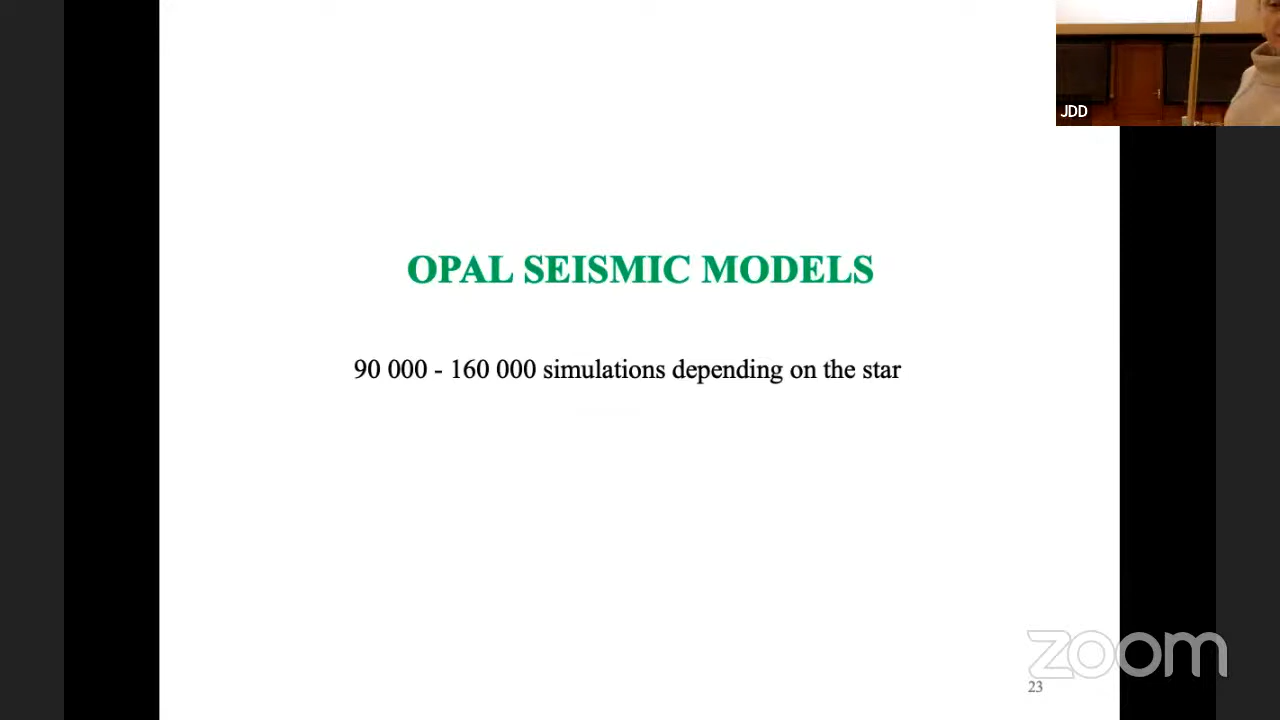 JDD
OPAL SEISMIC MODELS
90 000 - 160 000 simulations depending on the star
zoom
23